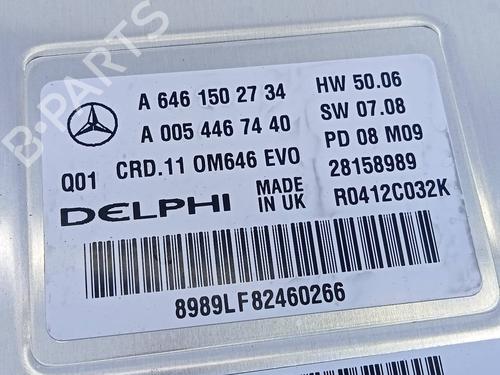 A 646 150 27 34 HW 50.06
A 005 446 74 40 SW 07.08
Q01 CRD.11 OM646 EVO PD 08 M09
28158989
DELPHI MADE IN UK R0412C032K
8989LF82460266
B-PARTS